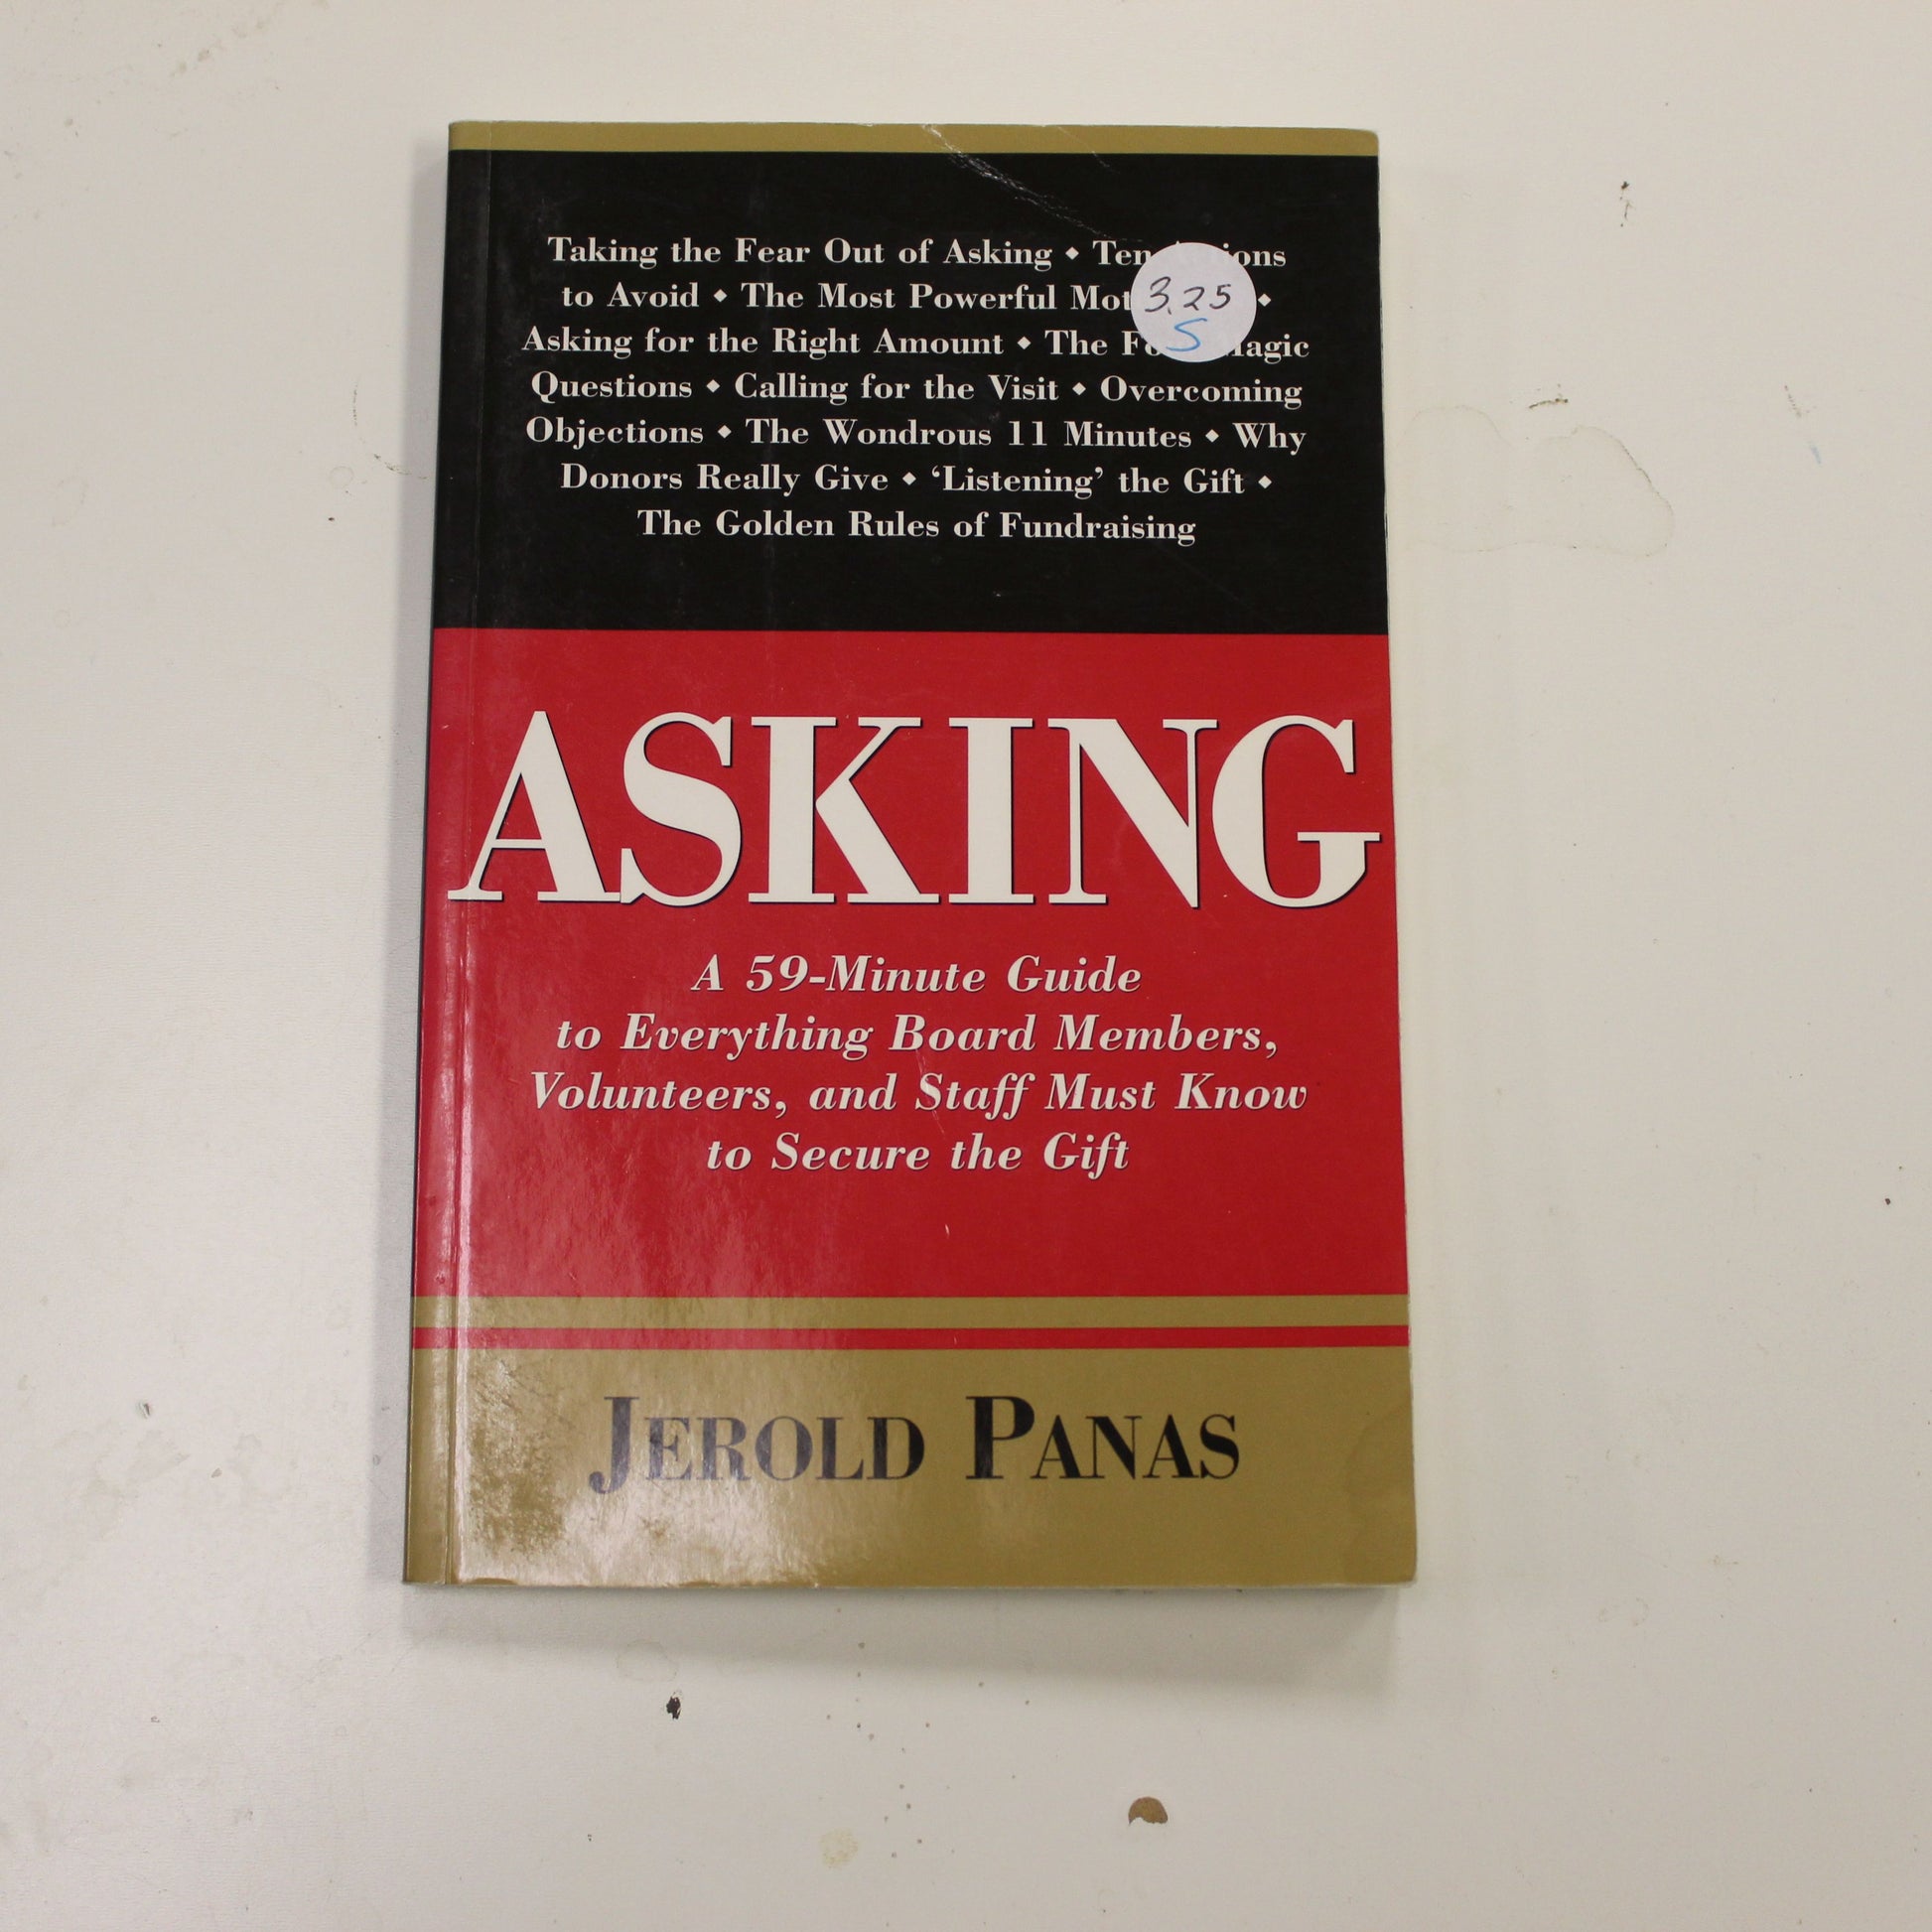 Taking the Fear Out of Asking ◆ Ten
to Avoid ◆ The Most Powerful ◆
Asking for the Right Amount ◆ The
Questions ◆ Calling for the Visit ◆ Overcoming
Objections ◆ The Wondrous 11 Minutes ◆ Why
Donors Really Give ◆ ‘Listening’ the Gift ◆
The Golden Rules of Fundraising
3.25
S
ASKING
A 59-Minute Guide
to Everything Board Members,
Volunteers, and Staff Must Know
to Secure the Gift
JEROLD PANAS